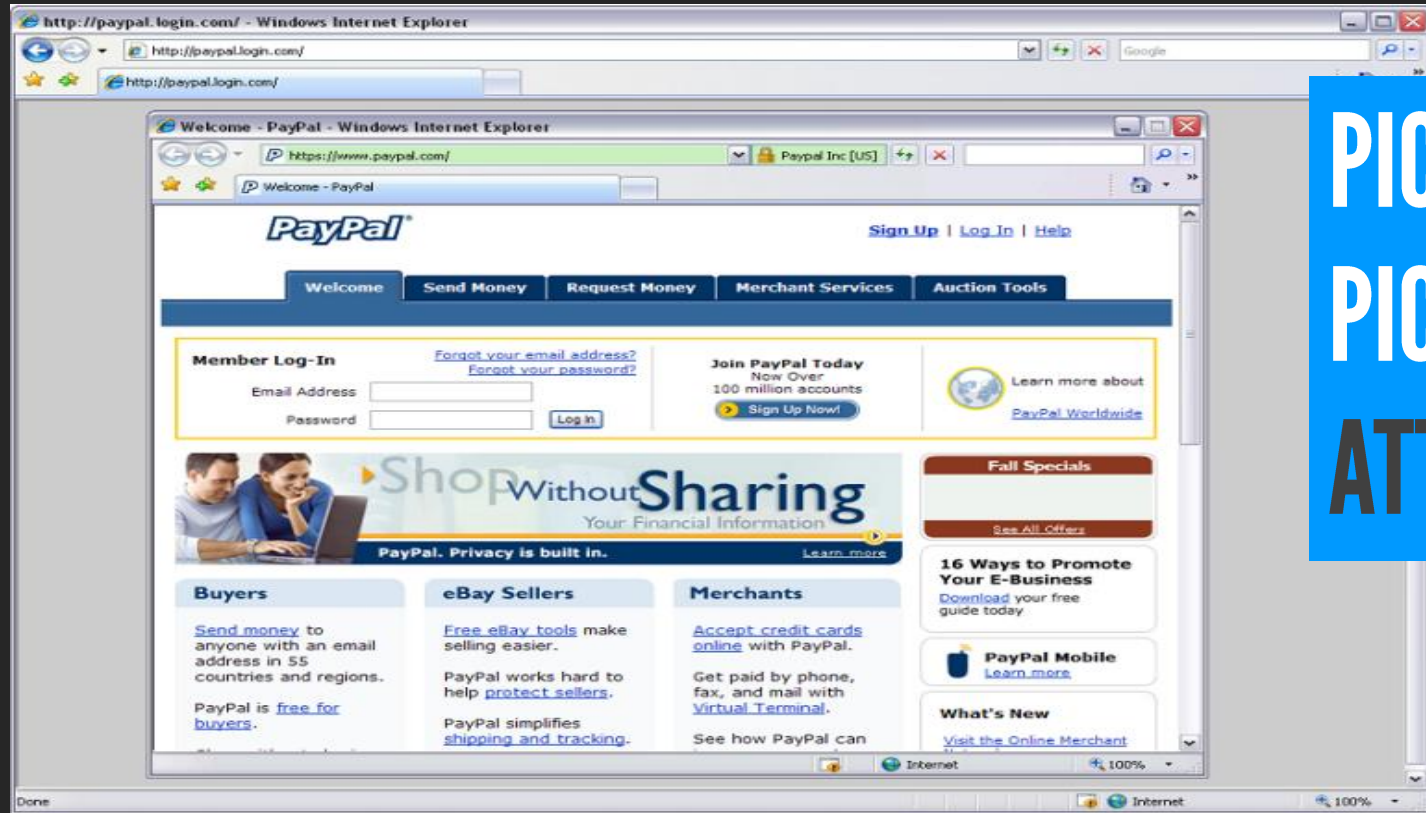 http://paypal.login.com/ - Windows Internet Explorer
http://paypal.login.com/
Google
http://paypal.login.com/
Welcome - PayPal - Windows Internet Explorer
https://www.paypal.com/
Paypal Inc [US]
Welcome - PayPal
PayPal
Sign Up | Log In | Help
Welcome
Send Money
Request Money
Merchant Services
Auction Tools
Member Log-In
Forgot your email address?
Forgot your password?
Email Address
Password
Log In
Join PayPal Today
Now Over
100 million accounts
Sign Up Now!
Learn more about
PayPal Worldwide
Shop Without Sharing
Your Financial Information
PayPal. Privacy is built in.
Learn more
Fall Specials
See All Offers
16 Ways to Promote
Your E-Business
Download your free
guide today
PayPal Mobile
Learn more
What's New
Visit the Online Merchant
Buyers
Send money to
anyone with an email
address in 55
countries and regions.
PayPal is free for
buyers.
eBay Sellers
Free eBay tools make
selling easier.
PayPal works hard to
help protect sellers.
PayPal simplifies
shipping and tracking.
Merchants
Accept credit cards
online with PayPal.
Get paid by phone,
fax, and mail with
Virtual Terminal.
See how PayPal can
Internet
100%
Done
Internet
100%
PIC
PIC
ATT